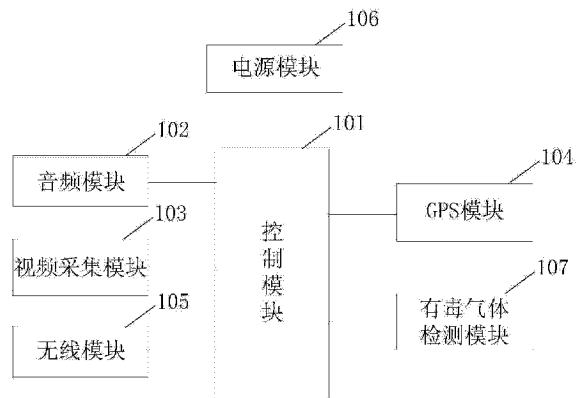 106
电源模块
102
101
音频模块
104
103
GPS模块
视频采集模块
控制模块
107
105
有毒气体
检测模块
无线模块